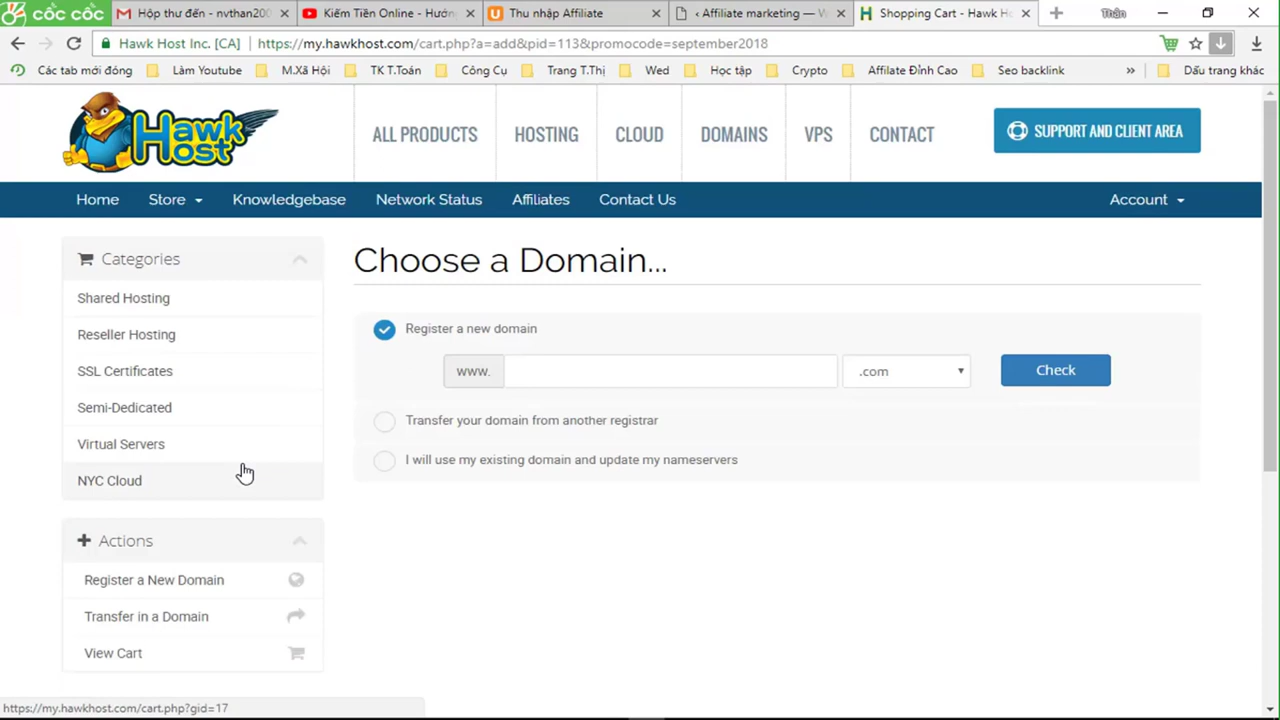 cốc cốc
Hộp thư đến - nvthan200
Kiếm Tiền Online - Hướng
Thu nhập Affiliate
‹ Affiliate marketing — W
Shopping Cart - Hawk H
Thân
Hawk Host Inc. [CA]
https://my.hawkhost.com/cart.php?a=add&pid=113&promocode=september2018
Các tab mới đóng
Làm Youtube
M.Xã Hội
TK T.Toán
Công Cụ
Trang T.Thị
Wed
Học tập
Crypto
Affilate Đỉnh Cao
Seo backlink
»
Dấu trang khác
Hawk Host
ALL PRODUCTS
HOSTING
CLOUD
DOMAINS
VPS
CONTACT
SUPPORT AND CLIENT AREA
Home
Store
Knowledgebase
Network Status
Affiliates
Contact Us
Account
Categories
Shared Hosting
Reseller Hosting
SSL Certificates
Semi-Dedicated
Virtual Servers
NYC Cloud
Actions
Register a New Domain
Transfer in a Domain
View Cart
Choose a Domain...
Register a new domain
www.
.com
Check
Transfer your domain from another registrar
I will use my existing domain and update my nameservers
https://my.hawkhost.com/cart.php?gid=17